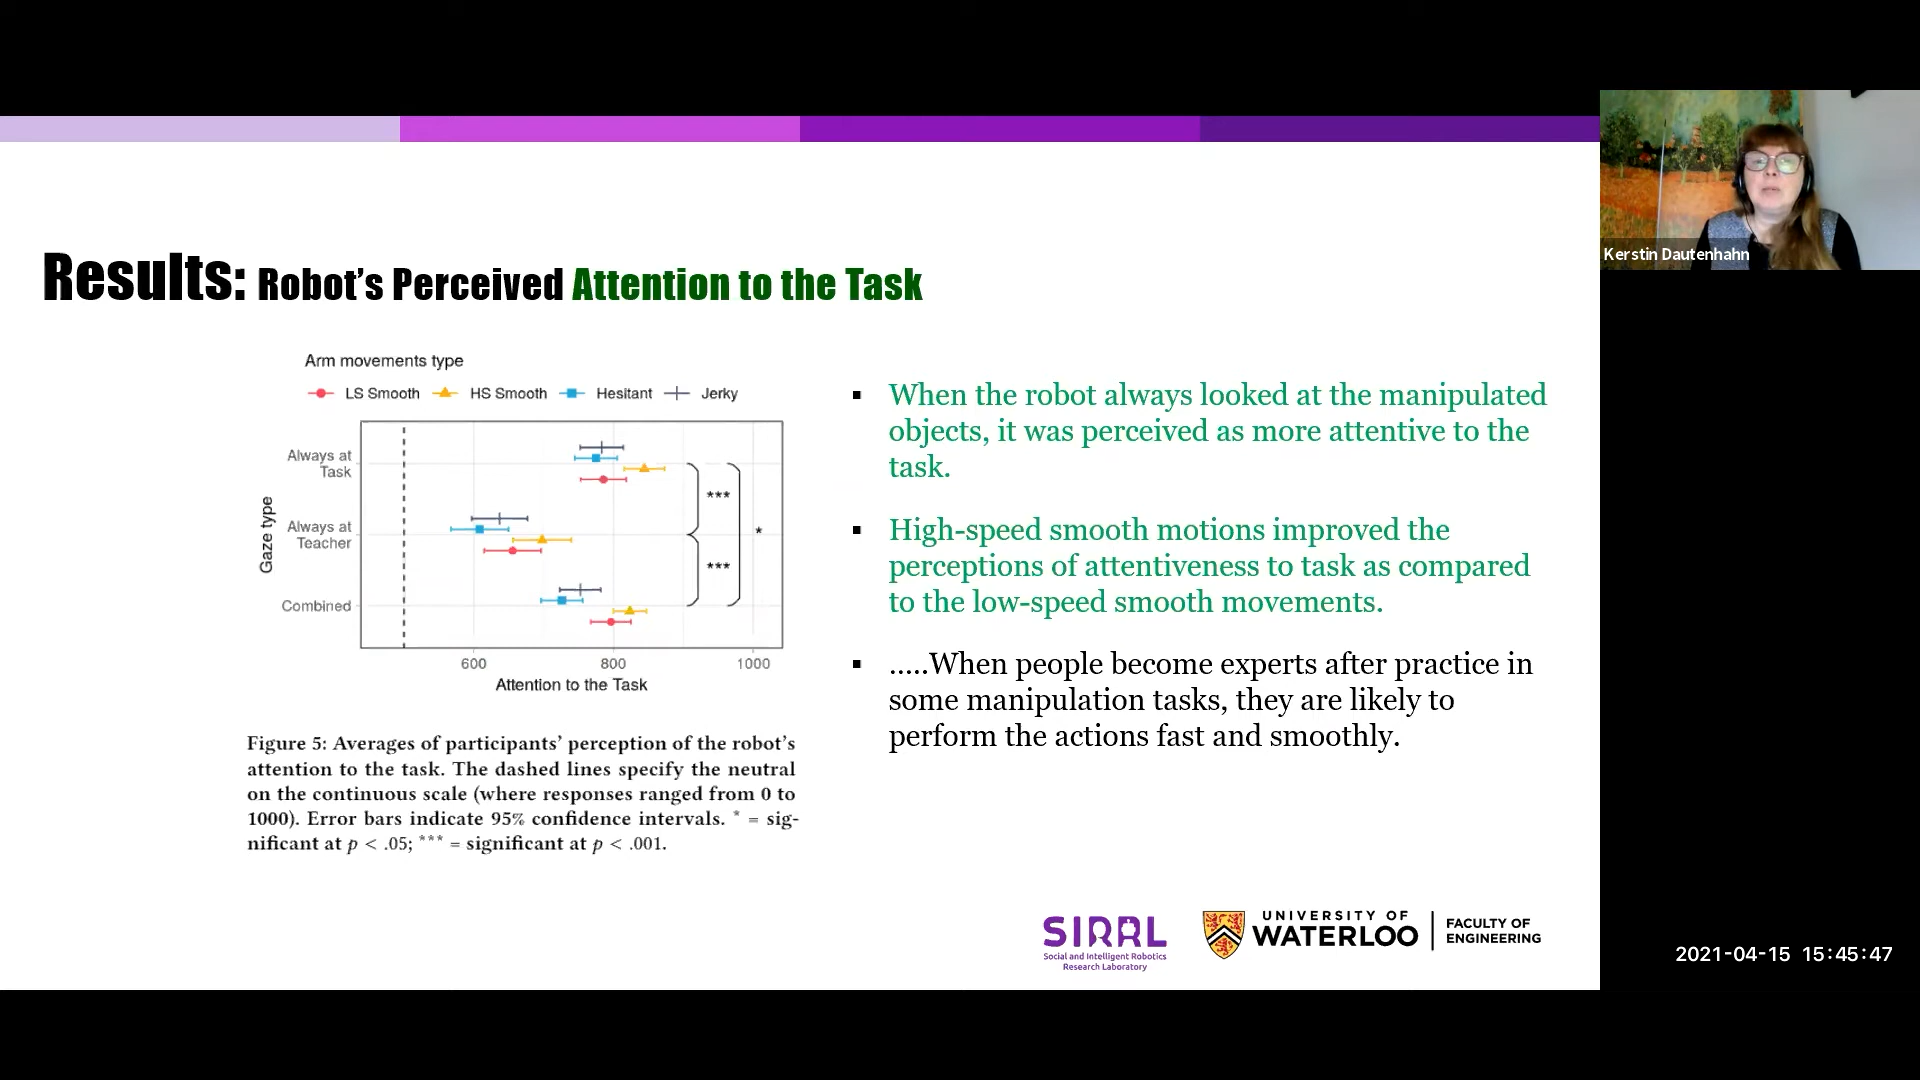 Kerstin Dautenhahn
Results: Robot's Perceived Attention to the Task
Arm movements type
LS Smooth HS Smooth Hesitant Jerky
Gaze type
Always at
Task
Always at
Teacher
Combined
***
***
*
600 800 1000
Attention to the Task
Figure 5: Averages of participants' perception of the robot's
attention to the task. The dashed lines specify the neutral
on the continuous scale (where responses ranged from 0 to
1000). Error bars indicate 95% confidence intervals. * = sig-
nificant at p < .05; *** = significant at p < .001.
▪ When the robot always looked at the manipulated
objects, it was perceived as more attentive to the
task.
▪ High-speed smooth motions improved the
perceptions of attentiveness to task as compared
to the low-speed smooth movements.
▪ .....When people become experts after practice in
some manipulation tasks, they are likely to
perform the actions fast and smoothly.
SIRRL
Social and Intelligent Robotics
Research Laboratory
UNIVERSITY OF
WATERLOO
FACULTY OF
ENGINEERING
2021-04-15 15:45:47